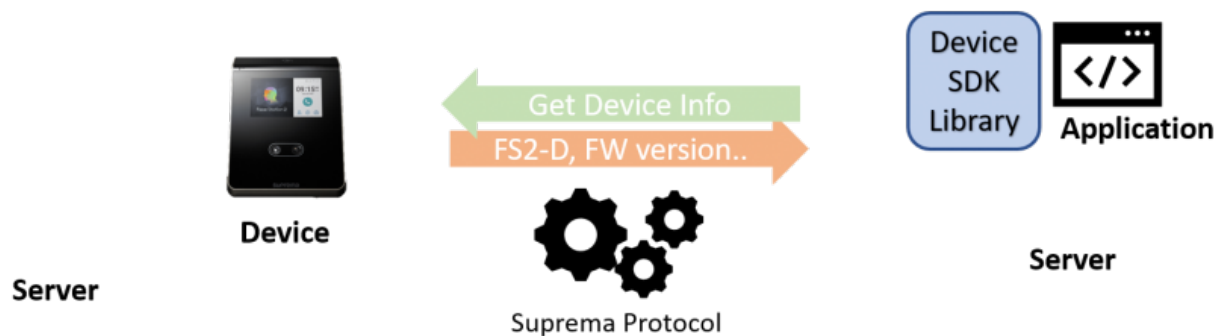 Device
SDK
Library
</>
Application
Get Device Info
FS2-D, FW version..
Device
Server
Server
Suprema Protocol